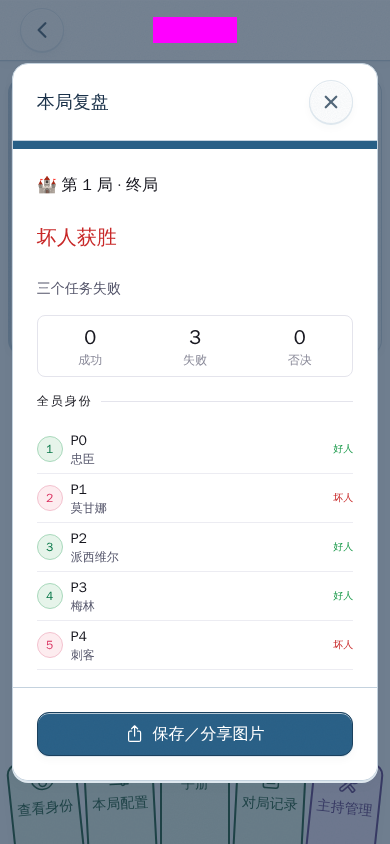 本局复盘
🏰 第 1 局 · 终局
坏人获胜
三个任务失败
0 3 0
成功 失败 否决
全员身份
1 P0 好人
忠臣
2 P1 坏人
莫甘娜
3 P2 好人
派西维尔
4 P3 好人
梅林
5 P4 坏人
刺客
保存／分享图片
查看身份 本局配置 手册 对局记录 主持管理